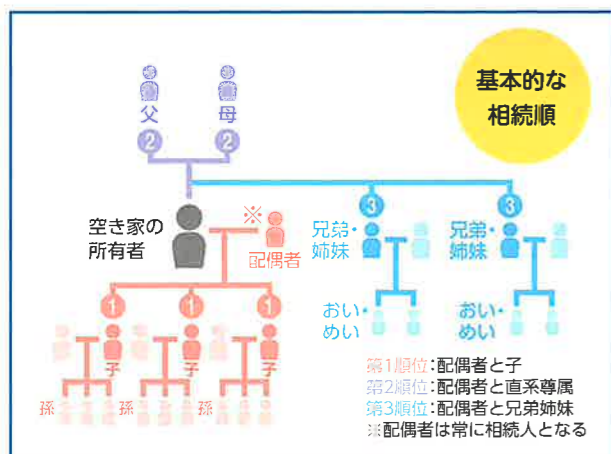 基本的な
相続順
父 母
② ②
③ ③
空き家の
所有者
※
配偶者
兄弟・
姉妹
兄弟・
姉妹
① ① ①
おい・
めい
おい・
めい
子 子 子
孫 孫 孫
第1順位:配偶者と子
第2順位:配偶者と直系尊属
第3順位:配偶者と兄弟姉妹
※配偶者は常に相続人となる